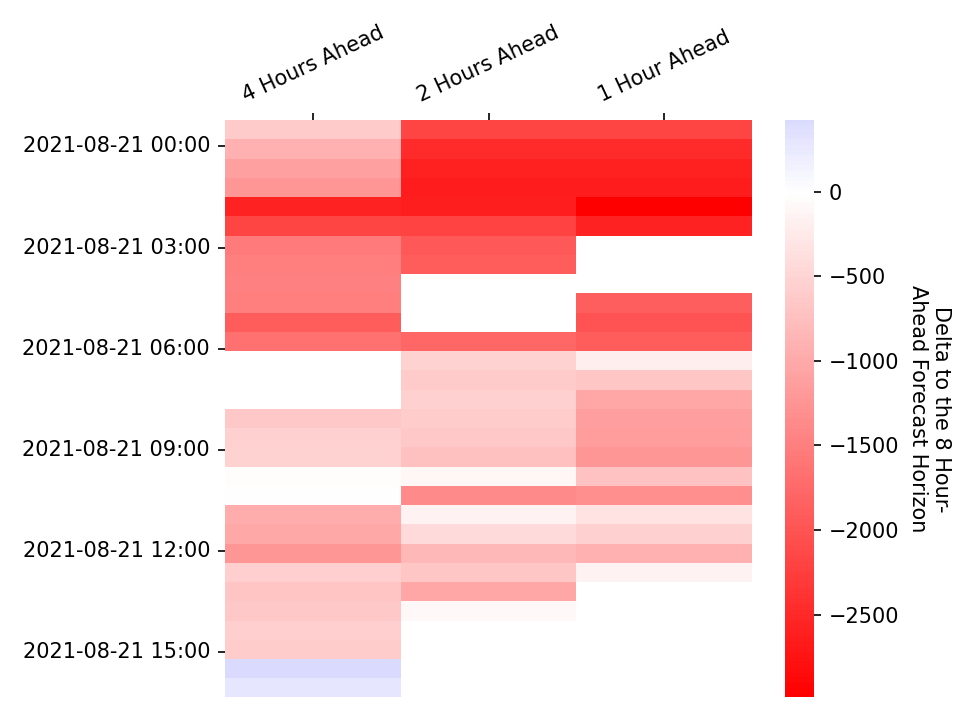 4 Hours Ahead
2 Hours Ahead
1 Hour Ahead
2021-08-21 00:00
2021-08-21 03:00
2021-08-21 06:00
2021-08-21 09:00
2021-08-21 12:00
2021-08-21 15:00
0
−500
−1000
−1500
−2000
−2500
Delta to the 8 Hour-
Ahead Forecast Horizon